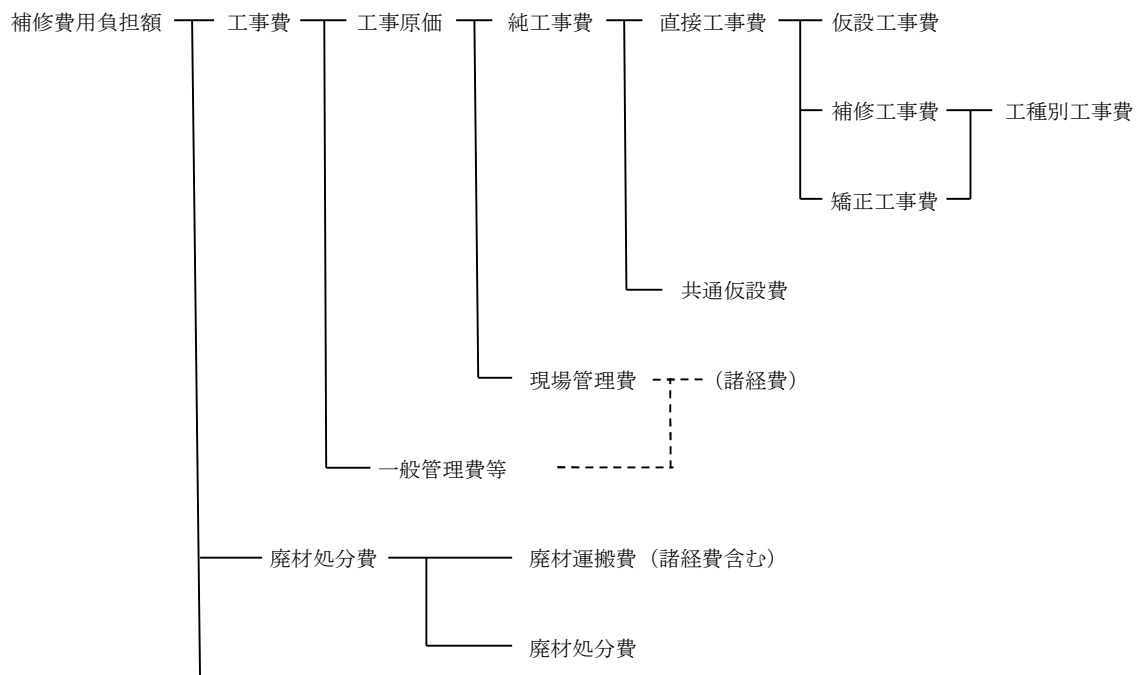 補修費用負担額 工事費 工事原価 純工事費 直接工事費 仮設工事費
補修工事費 工種別工事費
矯正工事費
共通仮設費
現場管理費 （諸経費）
一般管理費等
廃材処分費 廃材運搬費（諸経費含む）
廃材処分費